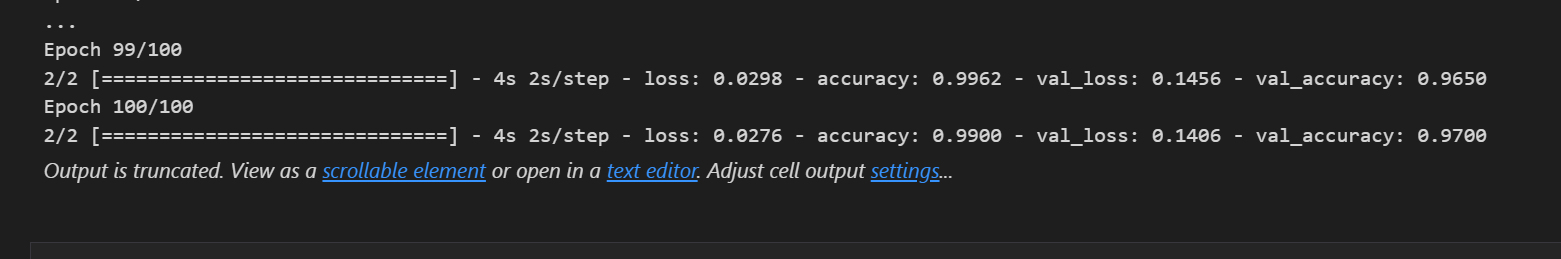 ...
Epoch 99/100
2/2 [==============================] - 4s 2s/step - loss: 0.0298 - accuracy: 0.9962 - val_loss: 0.1456 - val_accuracy: 0.9650
Epoch 100/100
2/2 [==============================] - 4s 2s/step - loss: 0.0276 - accuracy: 0.9900 - val_loss: 0.1406 - val_accuracy: 0.9700
Output is truncated. View as a scrollable element or open in a text editor. Adjust cell output settings...